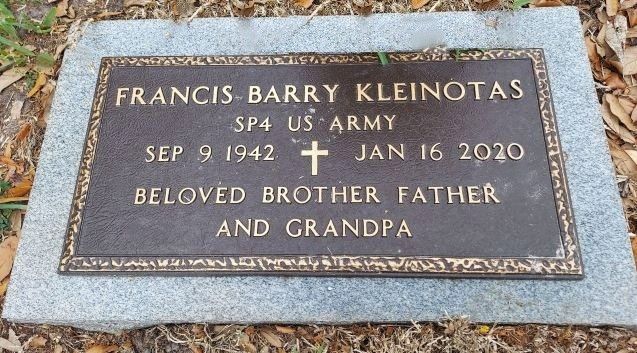 FRANCIS BARRY KLEINOTAS
SP4 US ARMY
SEP 9 1942 ✝ JAN 16 2020
BELOVED BROTHER FATHER
AND GRANDPA